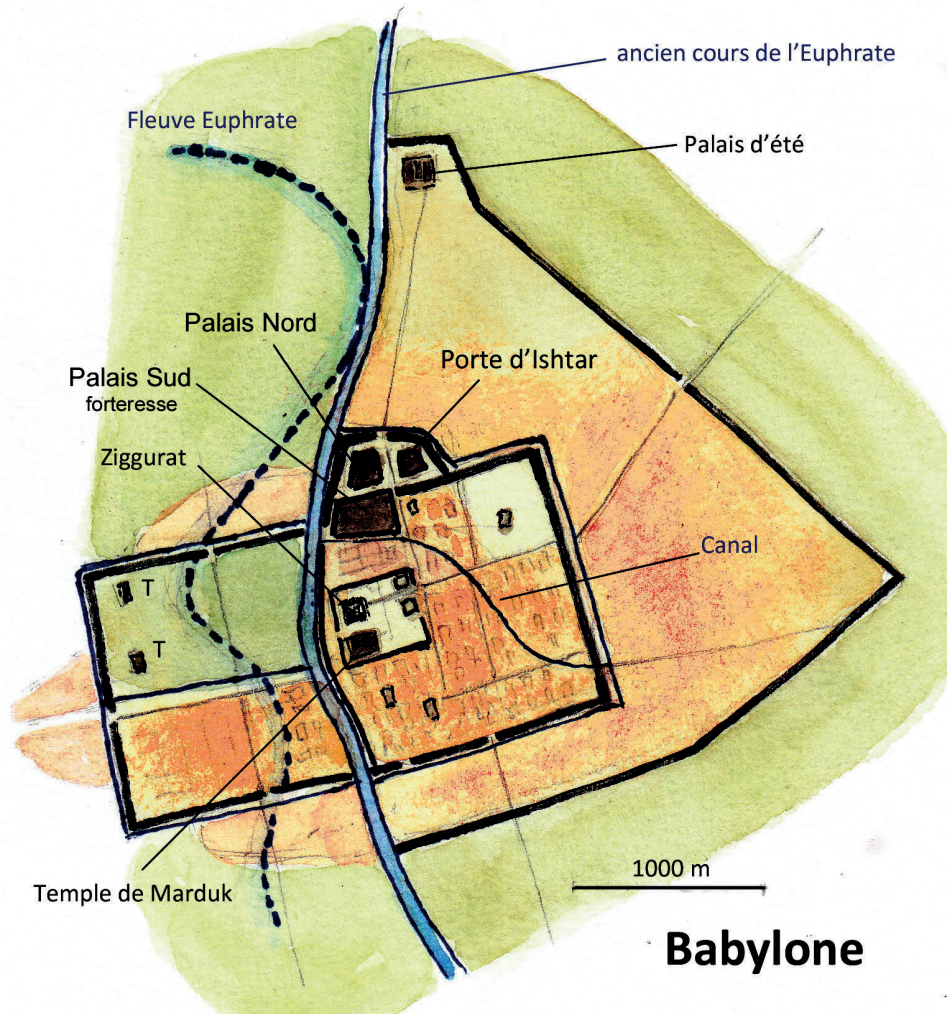 ancien cours de l’Euphrate
Fleuve Euphrate
Palais d’été
Palais Nord
Porte d’Ishtar
Palais Sud
forteresse
Ziggurat
Canal
T
T
1000 m
Temple de Marduk
Babylone